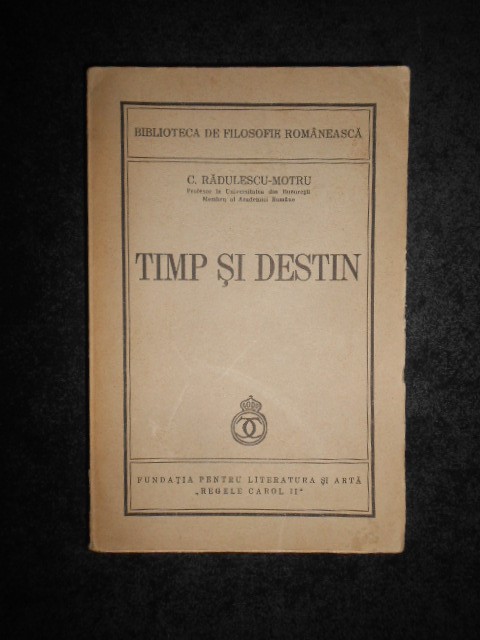 BIBLIOTECA DE FILOSOFIE ROMÂNEASCĂ
C. RĂDULESCU-MOTRU
Profesor la Universitatea din București
Membru al Academiei Române
TIMP ȘI DESTIN
FUNDAȚIA PENTRU LITERATURĂ ȘI ARTĂ
„REGELE CAROL II"